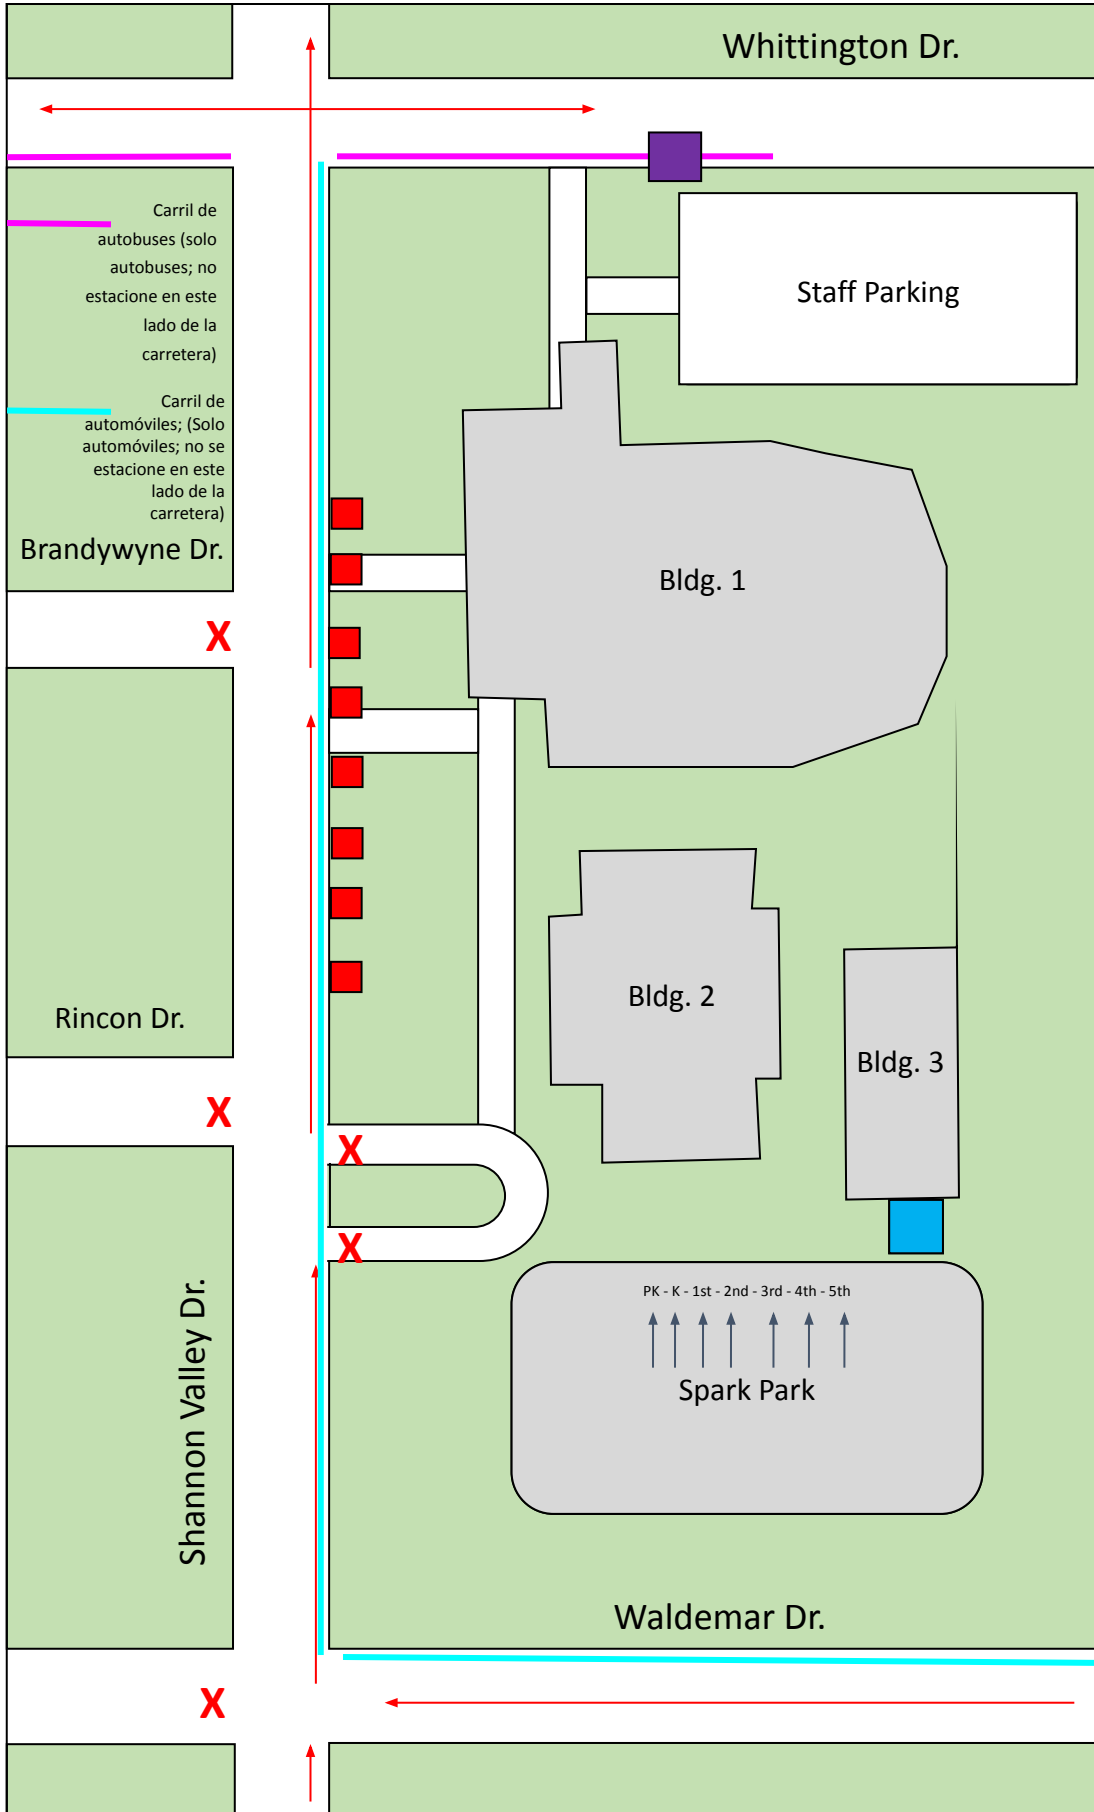 Whittington Dr.
Carril de
autobuses (solo
autobuses; no
estacione en este
lado de la
carretera)
Staff Parking
Carril de
automóviles; (Solo
automóviles; no se
estacione en este
lado de la
carretera)
Brandywyne Dr.
Bldg. 1
X
Bldg. 2
Rincon Dr.
Bldg. 3
X
X
X
PK - K - 1st - 2nd - 3rd - 4th - 5th
Spark Park
Shannon Valley Dr.
Waldemar Dr.
X